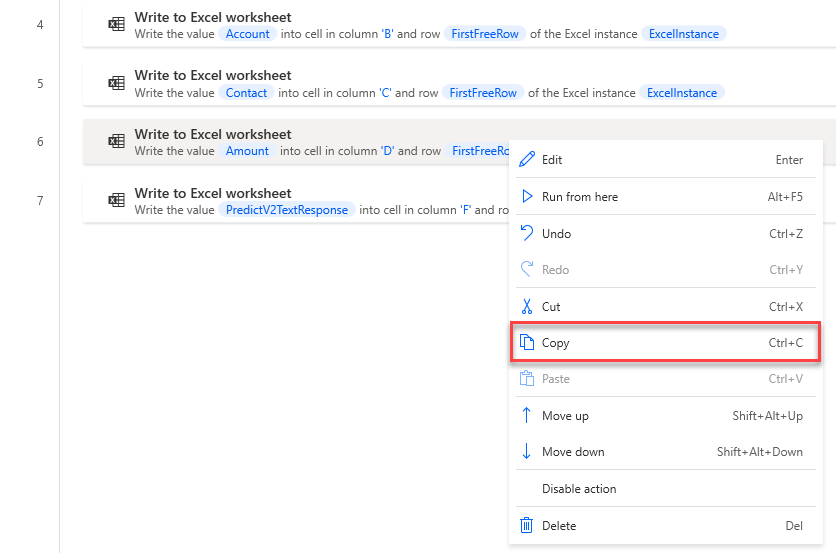 4
Write to Excel worksheet
Write the value Account into cell in column 'B' and row FirstFreeRow of the Excel instance ExcelInstance
5
Write to Excel worksheet
Write the value Contact into cell in column 'C' and row FirstFreeRow of the Excel instance ExcelInstance
6
Write to Excel worksheet
Write the value Amount into cell in column 'D' and row FirstFreeRo
7
Write to Excel worksheet
Write the value PredictV2TextResponse into cell in column 'F' and ro
Edit Enter
Run from here Alt+F5
Undo Ctrl+Z
Redo Ctrl+Y
Cut Ctrl+X
Copy Ctrl+C
Paste Ctrl+V
Move up Shift+Alt+Up
Move down Shift+Alt+Down
Disable action
Delete Del